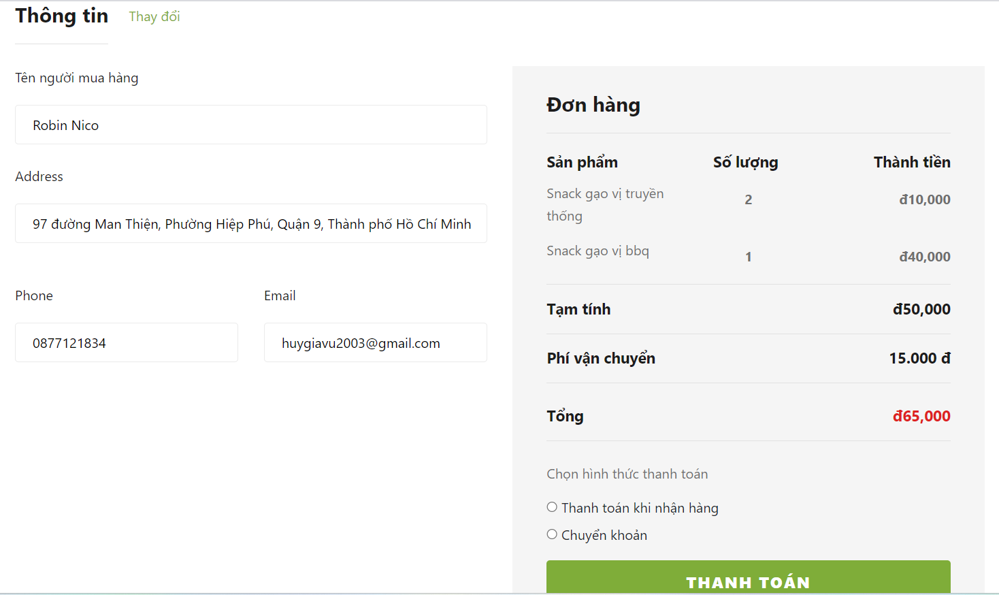 Thông tin Thay đổi
Tên người mua hàng
Robin Nico
Address
97 đường Man Thiện, Phường Hiệp Phú, Quận 9, Thành phố Hồ Chí Minh
Phone Email
0877121834 huygiavu2003@gmail.com
Đơn hàng
Sản phẩm Số lượng Thành tiền
Snack gạo vị truyền 2 đ10,000
thống
Snack gạo vị bbq 1 đ40,000
Tạm tính đ50,000
Phí vận chuyển 15.000 đ
Tổng đ65,000
Chọn hình thức thanh toán
Thanh toán khi nhận hàng
Chuyển khoản
THANH TOÁN